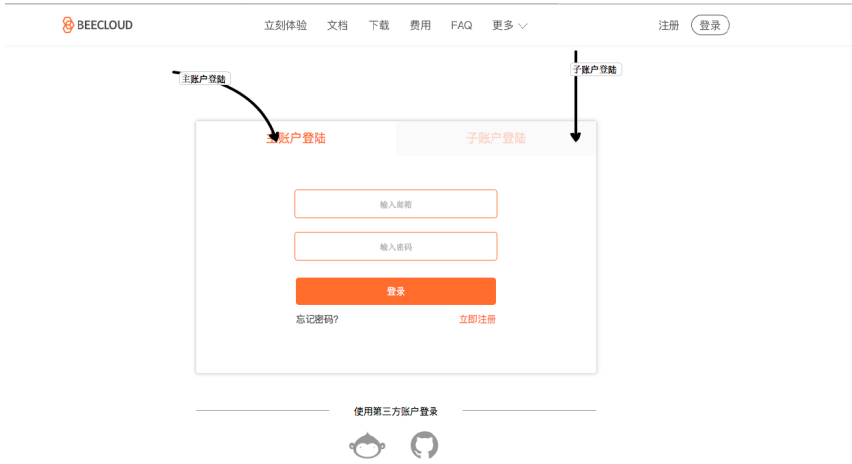 BEECLOUD 立刻体验 文档 下载 费用 FAQ 更多 注册 登录
主账户登陆 子账户登陆
主账户登陆 子账户登陆
输入邮箱
输入密码
登录
忘记密码? 立即注册
使用第三方账户登录